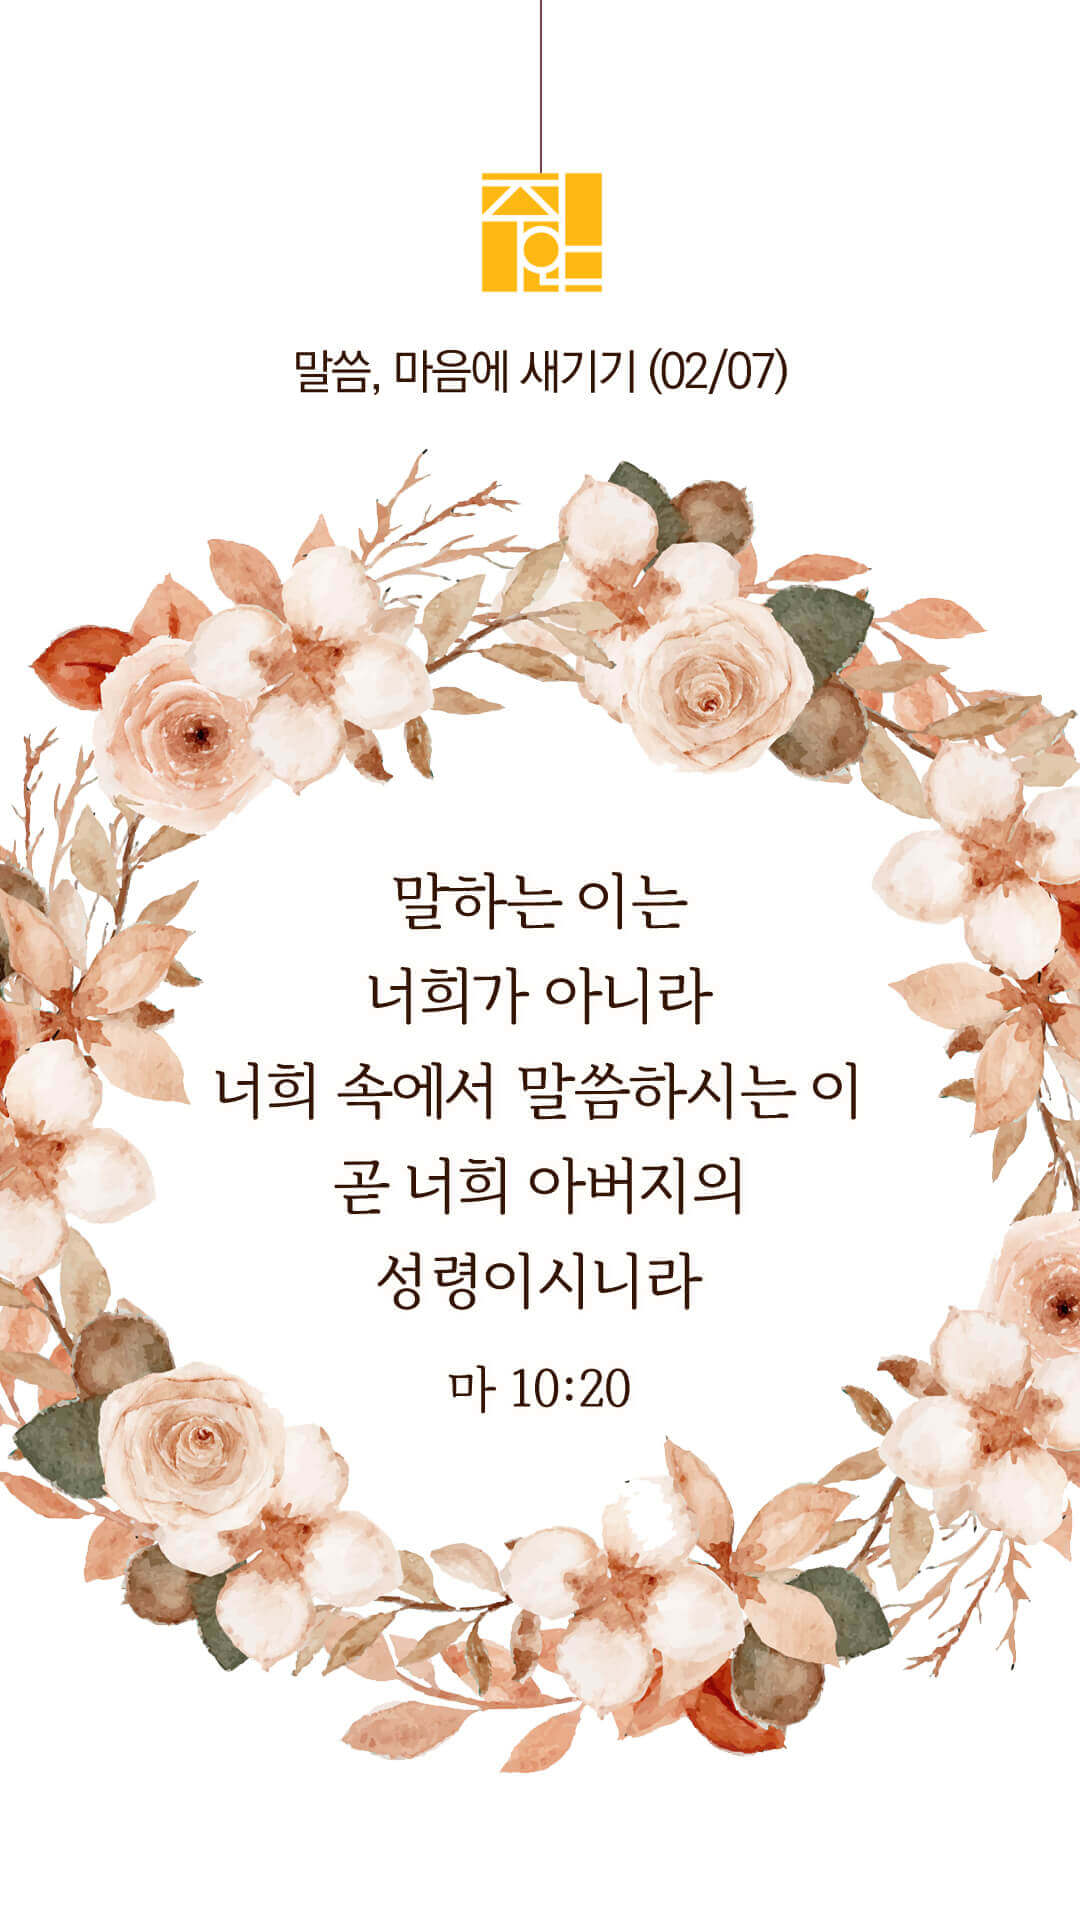 주인
말씀, 마음에 새기기 (02/07)
말하는 이는
너희가 아니라
너희 속에서 말씀하시는 이
곧 너희 아버지의
성령이시니라
마 10:20